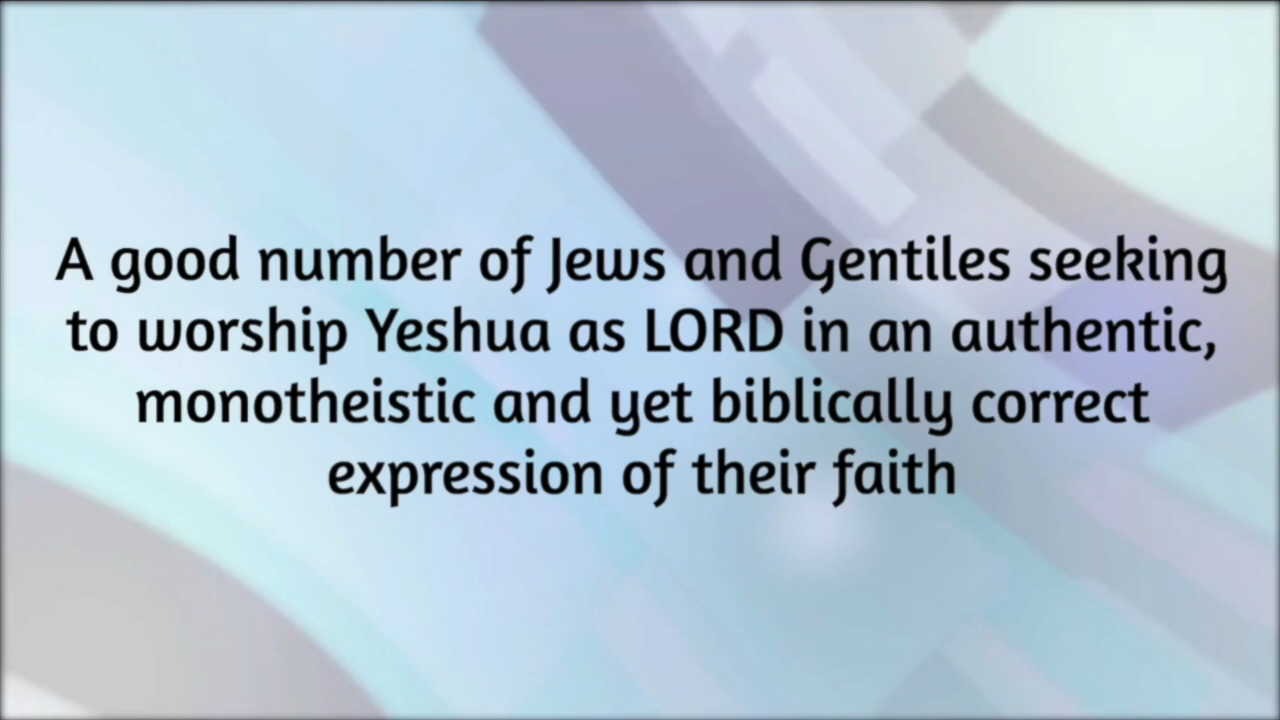 A good number of Jews and Gentiles seeking
to worship Yeshua as LORD in an authentic,
monotheistic and yet biblically correct
expression of their faith